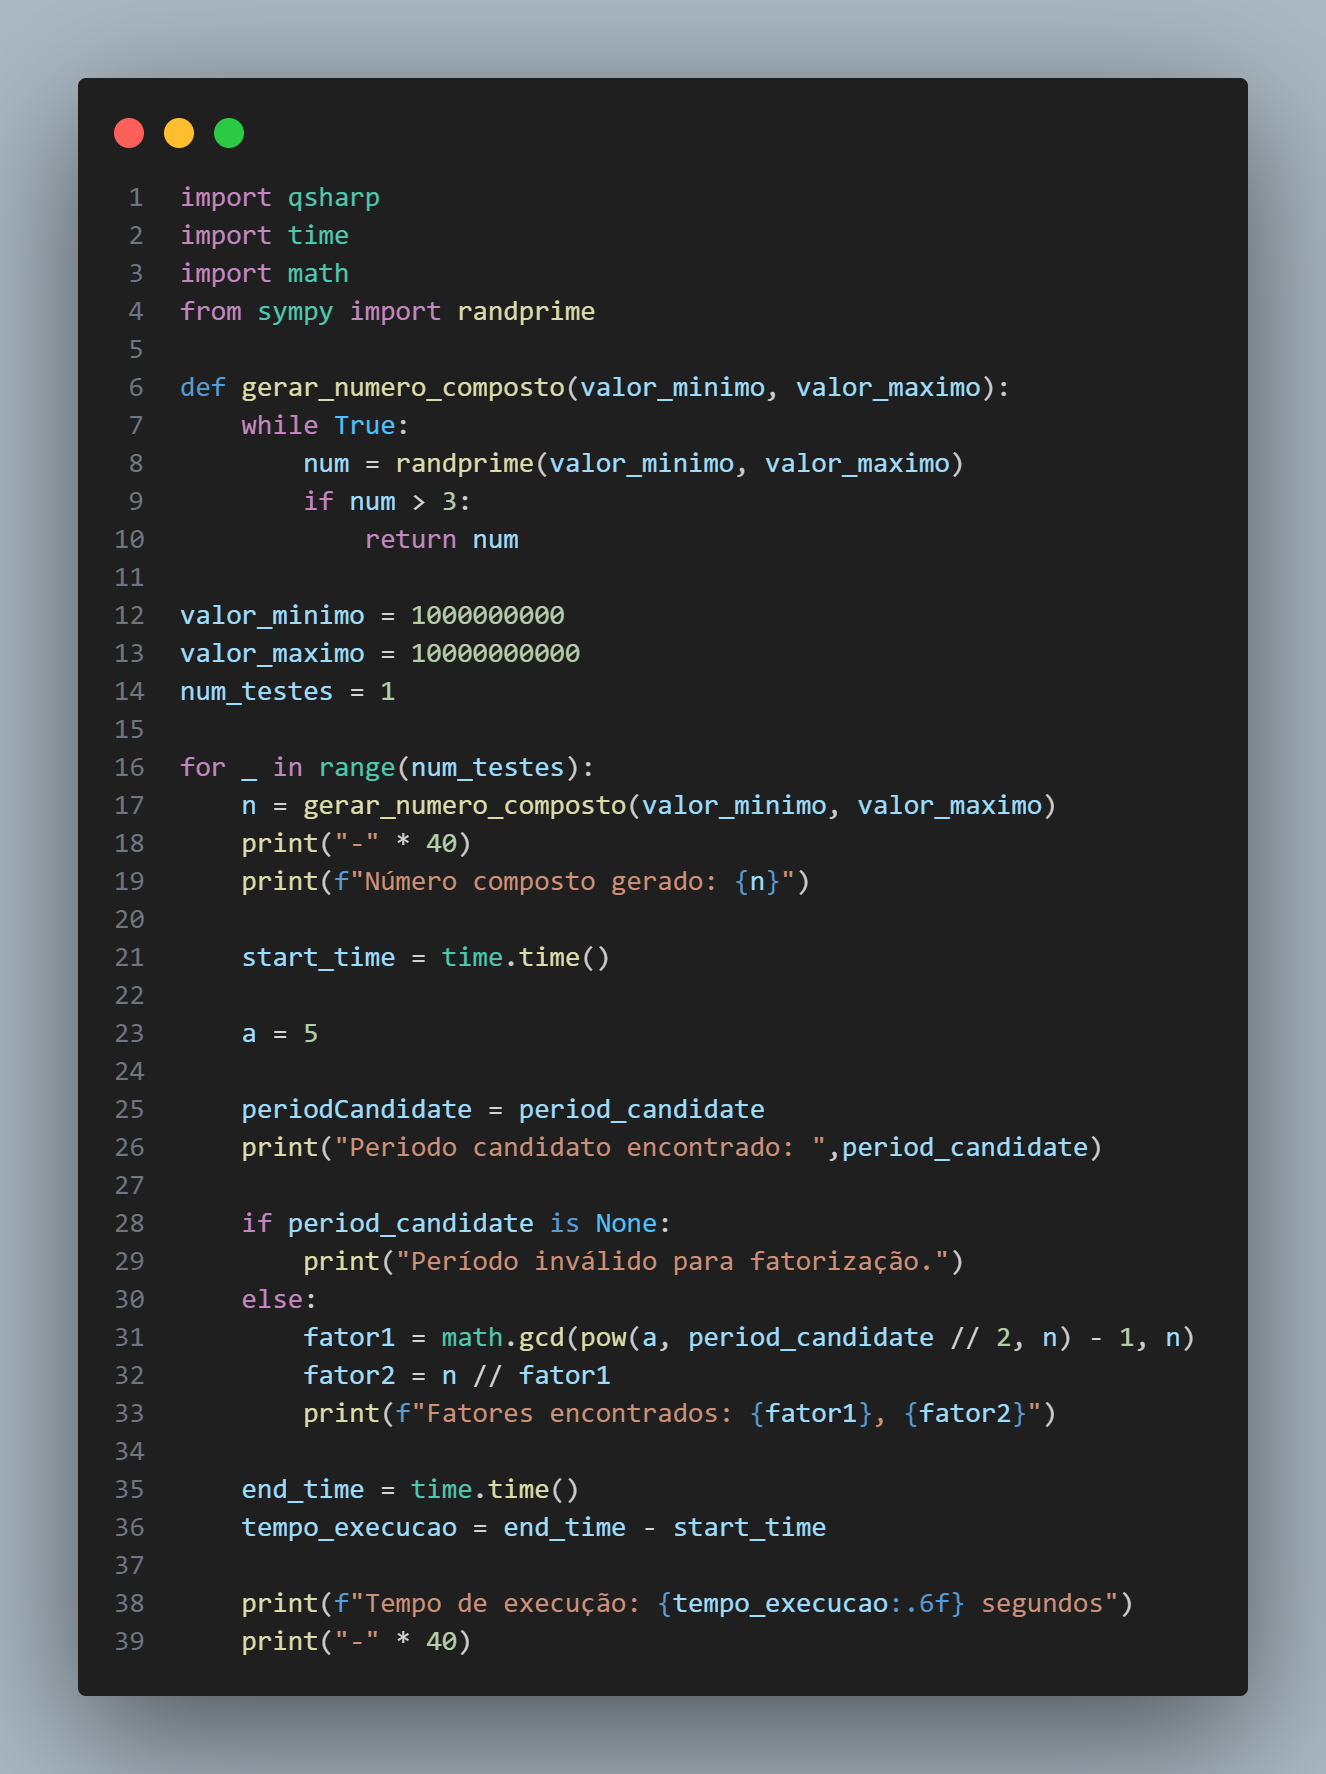 1 import qsharp
2 import time
3 import math
4 from sympy import randprime
5
6 def gerar_numero_composto(valor_minimo, valor_maximo):
7     while True:
8         num = randprime(valor_minimo, valor_maximo)
9         if num > 3:
10             return num
11
12 valor_minimo = 1000000000
13 valor_maximo = 10000000000
14 num_testes = 1
15
16 for _ in range(num_testes):
17     n = gerar_numero_composto(valor_minimo, valor_maximo)
18     print("-" * 40)
19     print(f"Número composto gerado: {n}")
20
21     start_time = time.time()
22
23     a = 5
24
25     periodCandidate = period_candidate
26     print("Periodo candidato encontrado: ",period_candidate)
27
28     if period_candidate is None:
29         print("Período inválido para fatorização.")
30     else:
31         fator1 = math.gcd(pow(a, period_candidate // 2, n) - 1, n)
32         fator2 = n // fator1
33         print(f"Fatores encontrados: {fator1}, {fator2}")
34
35     end_time = time.time()
36     tempo_execucao = end_time - start_time
37
38     print(f"Tempo de execução: {tempo_execucao:.6f} segundos")
39     print("-" * 40)